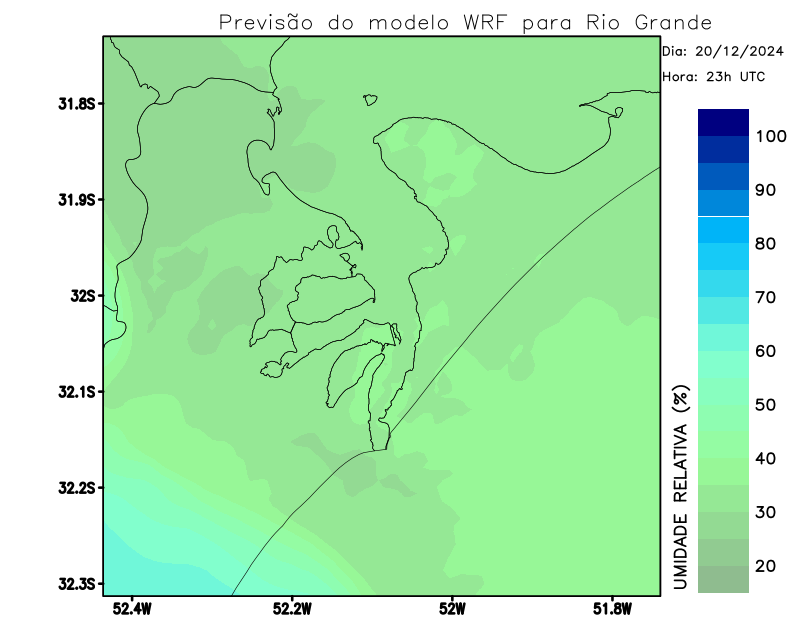 Previsão do modelo WRF para Rio Grande
Dia: 20/12/2024
Hora: 23h UTC
31.8S
31.9S
32S
32.1S
32.2S
32.3S
52.4W
52.2W
52W
51.8W
100
90
80
70
60
50
40
30
20
UMIDADE RELATIVA (%)